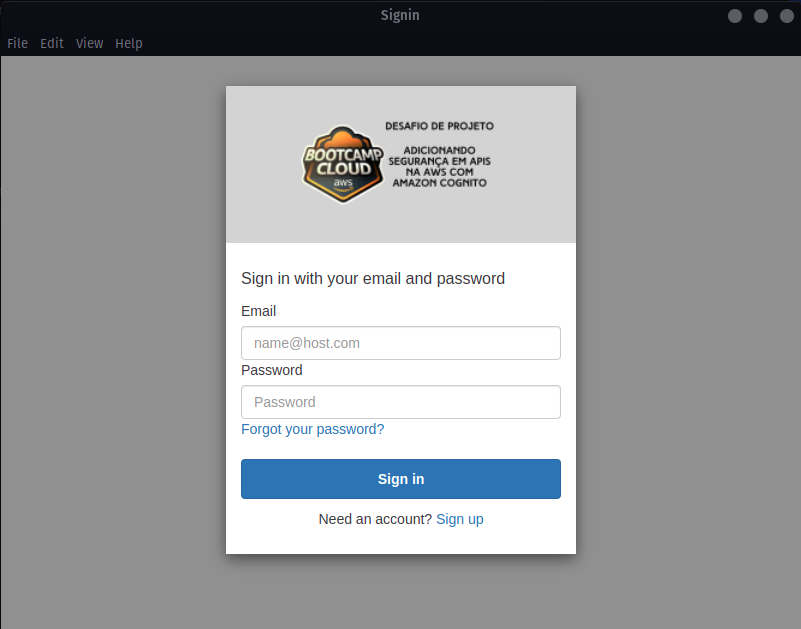 Signin
File Edit View Help
DESAFIO DE PROJETO
BOOTCAMP
CLOUD
aws
ADICIONANDO
SEGURANÇA EM APIS
NA AWS COM
AMAZON COGNITO
Sign in with your email and password
Email
name@host.com
Password
Password
Forgot your password?
Sign in
Need an account? Sign up